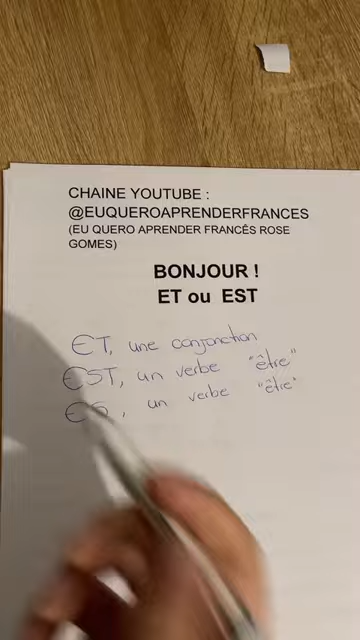 CHAINE YOUTUBE :
@EUQUEROAPRENDERFRANCES
(EU QUERO APRENDER FRANCÊS ROSE
GOMES)
BONJOUR !
ET ou EST
ET, une conjonction
EST, un verbe "être"
ES, un verbe "être"